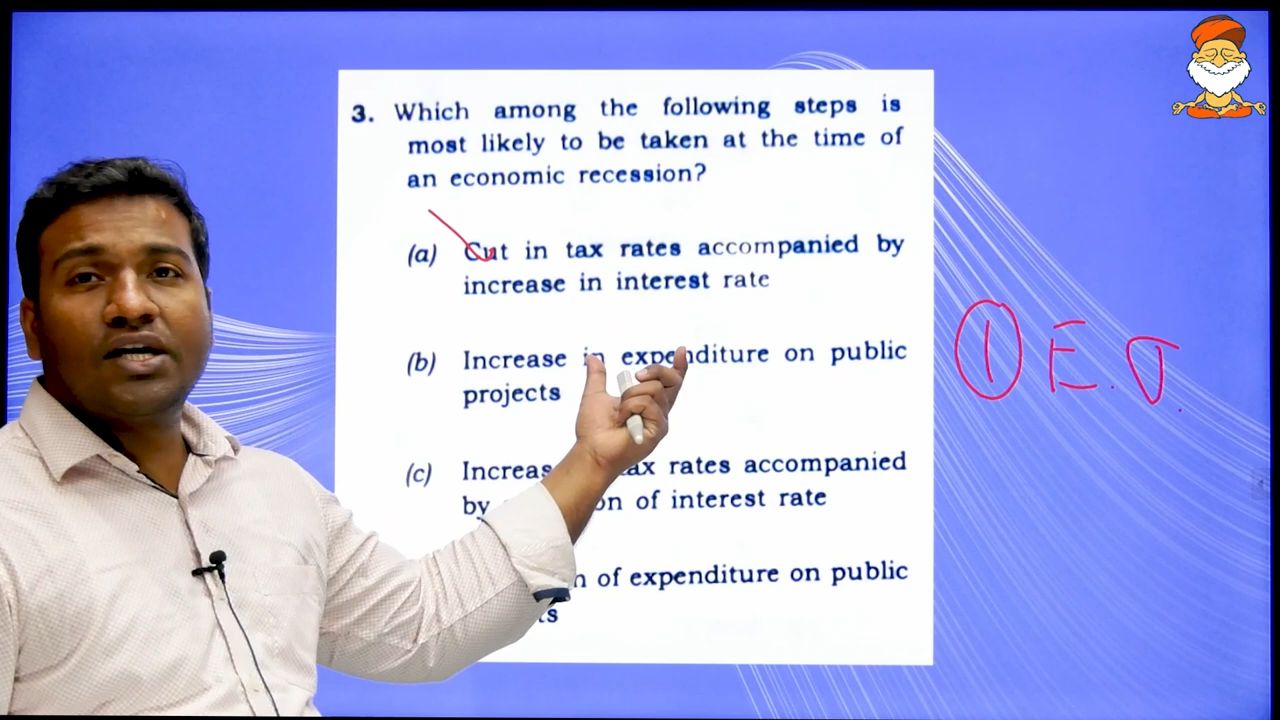 3. Which among the following steps is
most likely to be taken at the time of
an economic recession?
(a) Cut in tax rates accompanied by
increase in interest rate
(b) Increase in expenditure on public
projects
(c) tax rates accompanied
by of interest rate
of expenditure on public
1 E.